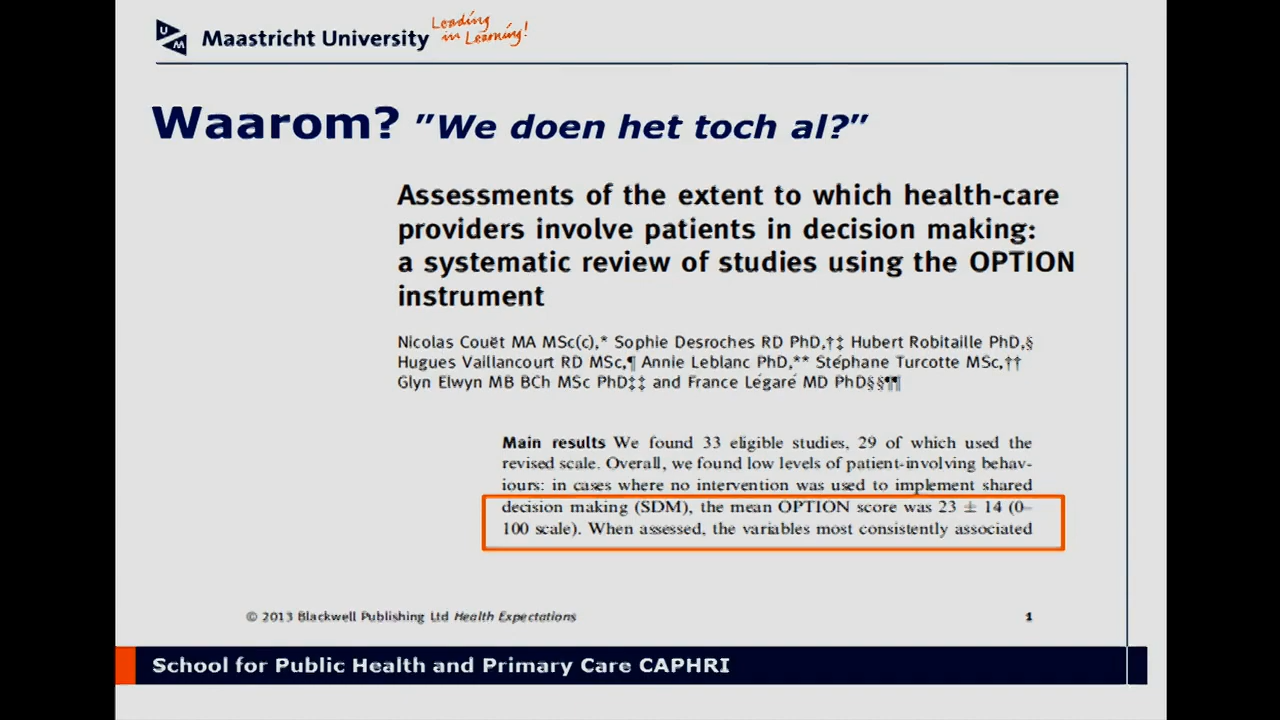 UM Maastricht University Leading in Learning!
Waarom? "We doen het toch al?"
Assessments of the extent to which health-care
providers involve patients in decision making:
a systematic review of studies using the OPTION
instrument
Nicolas Couët MA MSc(c),* Sophie Desroches RD PhD,†‡ Hubert Robitaille PhD,§
Hugues Vaillancourt RD MSc,¶ Annie Leblanc PhD,** Stéphane Turcotte MSc,††
Glyn Elwyn MB BCh MSc PhD‡‡ and France Légaré MD PhD§§¶¶
Main results We found 33 eligible studies, 29 of which used the
revised scale. Overall, we found low levels of patient-involving behav-
iours: in cases where no intervention was used to implement shared
decision making (SDM), the mean OPTION score was 23 ± 14 (0–
100 scale). When assessed, the variables most consistently associated
© 2013 Blackwell Publishing Ltd Health Expectations 1
School for Public Health and Primary Care CAPHRI